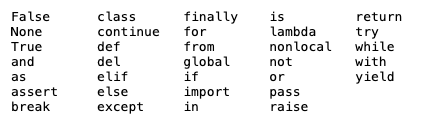 False class finally is return
None continue for lambda try
True def from nonlocal while
and del global not with
as elif if or yield
assert else import pass
break except in raise